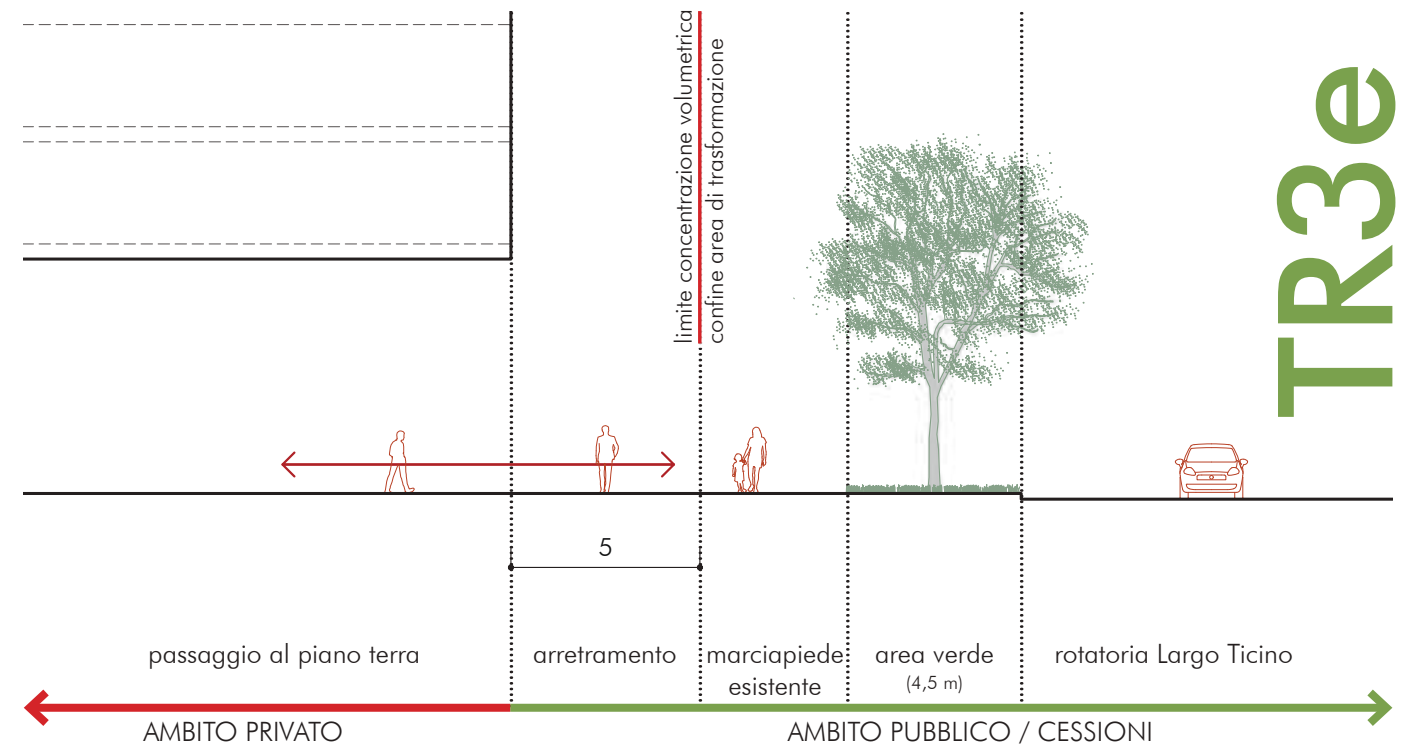 limite concentrazione volumetrica
confine area di trasformazione
TR3e
5
passaggio al piano terra
arretramento
marciapiede
esistente
area verde
(4,5 m)
rotatoria Largo Ticino
AMBITO PRIVATO
AMBITO PUBBLICO / CESSIONI